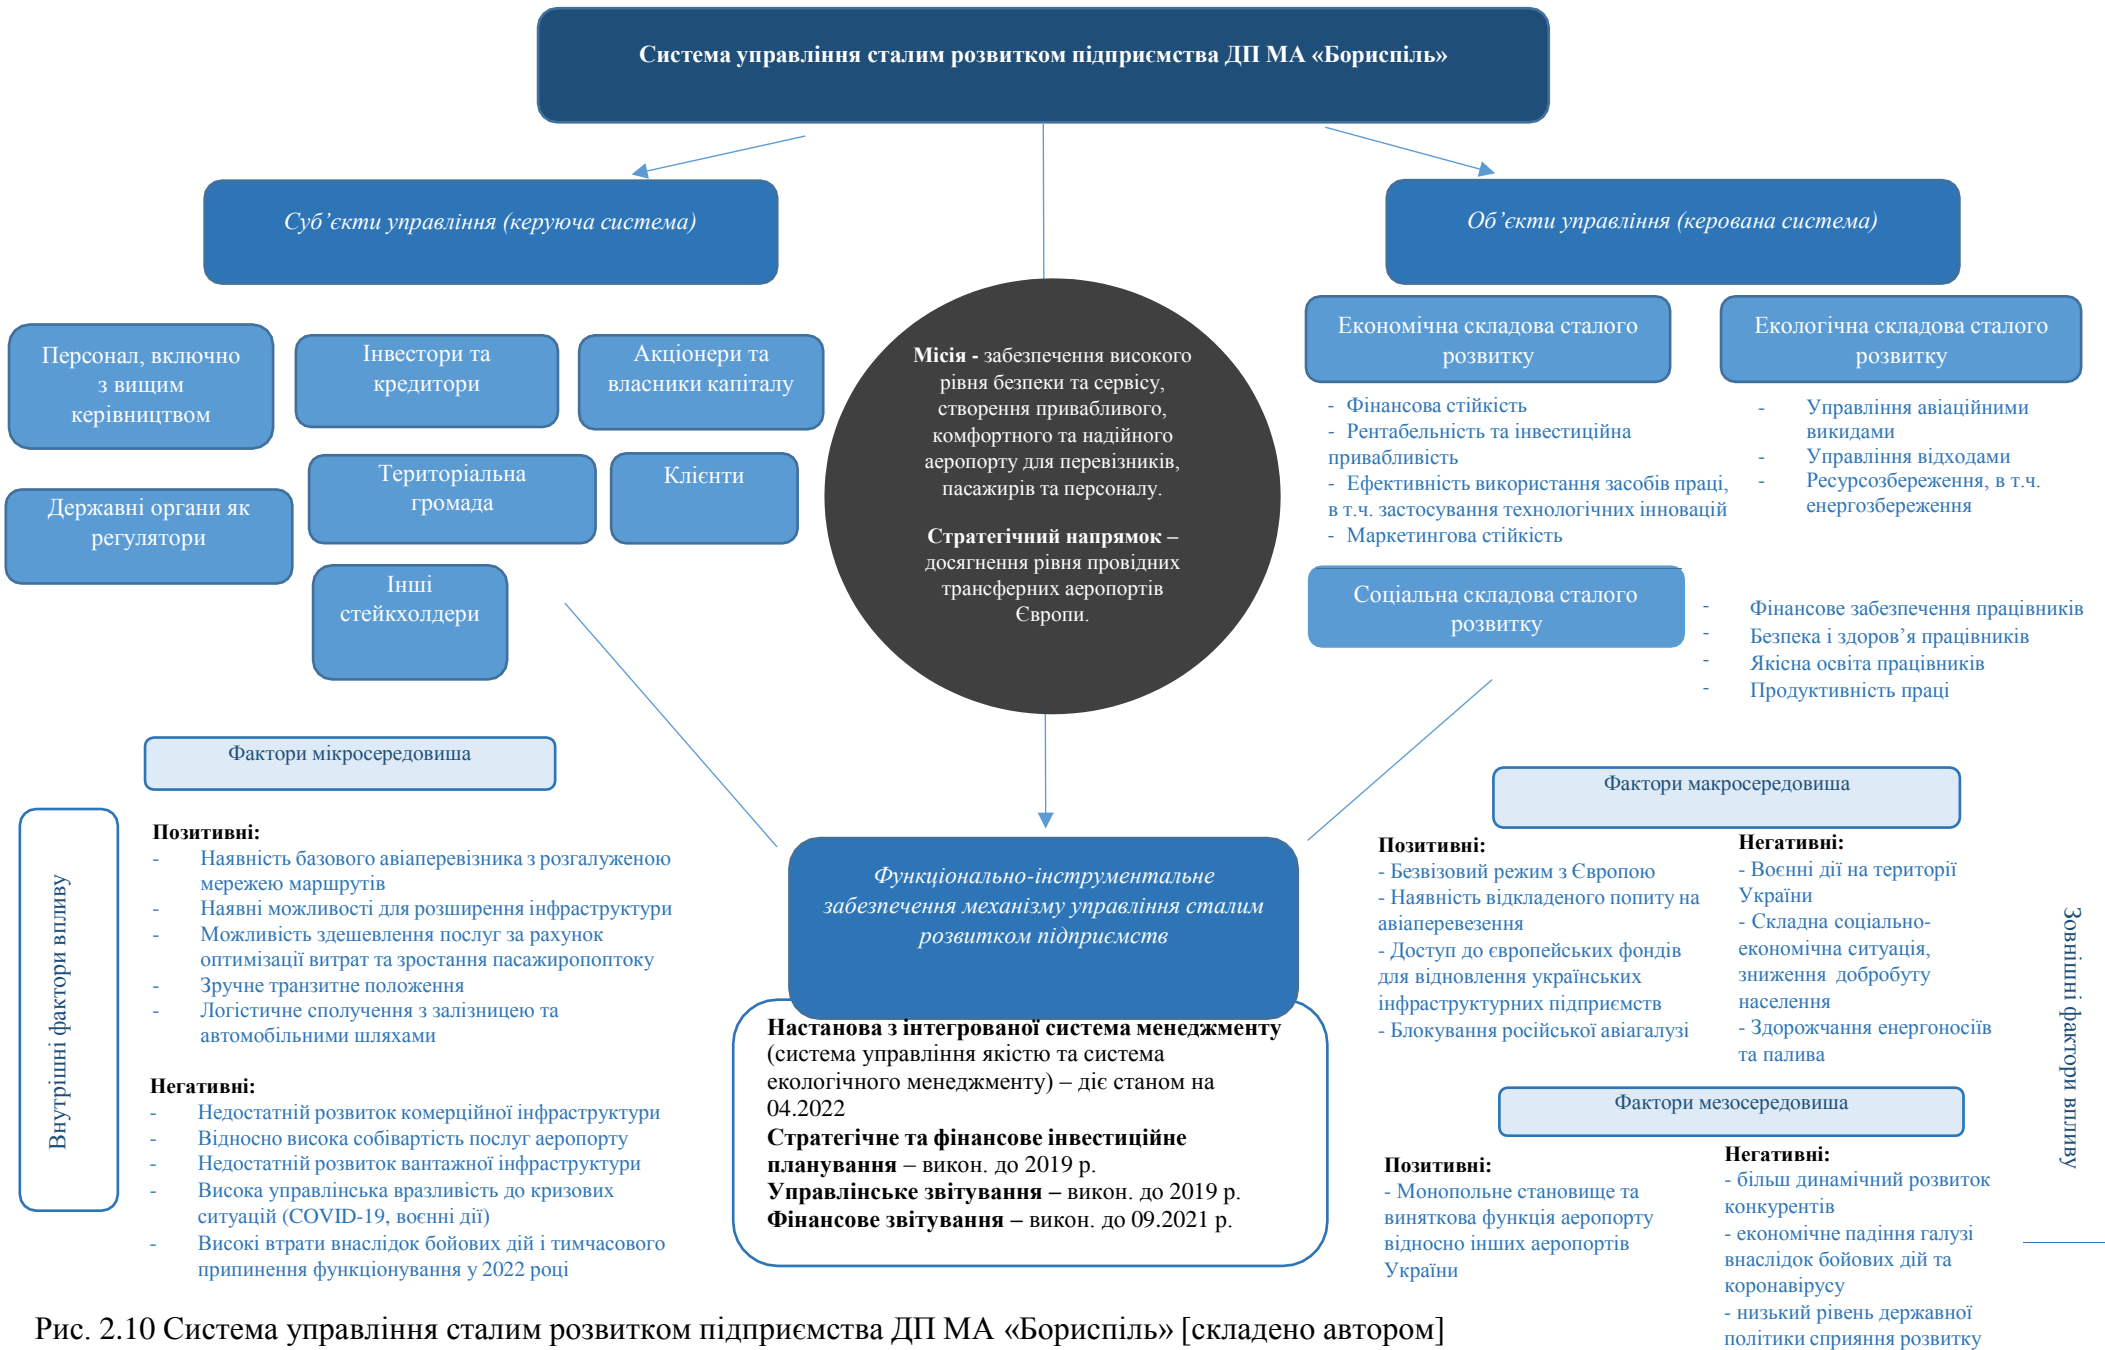 Система управління сталим розвитком підприємства ДП МА «Бориспіль»
Суб’єкти управління (керуюча система)
Об’єкти управління (керована система)
Персонал, включно
з вищим
керівництвом
Інвестори та
кредитори
Акціонери та
власники капіталу
Державні органи як
регулятори
Територіальна
громада
Клієнти
Інші
стейкхолдери
Місія - забезпечення високого
рівня безпеки та сервісу,
створення привабливого,
комфортного та надійного
аеропорту для перевізників,
пасажирів та персоналу.
Стратегічний напрямок –
досягнення рівня провідних
трансферних аеропортів
Європи.
Економічна складова сталого
розвитку
- Фінансова стійкість
- Рентабельність та інвестиційна
привабливість
- Ефективність використання засобів праці,
в т.ч. застосування технологічних інновацій
- Маркетингова стійкість
Екологічна складова сталого
розвитку
- Управління авіаційними
викидами
- Управління відходами
- Ресурсозбереження, в т.ч.
енергозбереження
Соціальна складова сталого
розвитку
- Фінансове забезпечення працівників
- Безпека і здоров’я працівників
- Якісна освіта працівників
- Продуктивність праці
Фактори мікросередовиша
Внутрішні фактори впливу
Позитивні:
- Наявність базового авіаперевізника з розгалуженою
мережею маршрутів
- Наявні можливості для розширення інфраструктури
- Можливість здешевлення послуг за рахунок
оптимізації витрат та зростання пасажиропоптоку
- Зручне транзитне положення
- Логістичне сполучення з залізницею та
автомобільними шляхами
Негативні:
- Недостатній розвиток комерційної інфраструктури
- Відносно висока собівартість послуг аеропорту
- Недостатній розвиток вантажної інфраструктури
- Висока управлінська вразливість до кризових
ситуацій (COVID-19, воєнні дії)
- Високі втрати внаслідок бойових дій і тимчасового
припинення функціонування у 2022 році
Функціонально-інструментальне
забезпечення механізму управління сталим
розвитком підприємств
Настанова з інтегрованої система менеджменту
(система управління якістю та система
екологічного менеджменту) – діє станом на
04.2022
Стратегічне та фінансове інвестиційне
планування – викон. до 2019 р.
Управлінське звітування – викон. до 2019 р.
Фінансове звітування – викон. до 09.2021 р.
Фактори макросередовиша
Позитивні:
- Безвізовий режим з Європою
- Наявність відкладеного попиту на
авіаперевезення
- Доступ до європейських фондів
для відновлення українських
інфраструктурних підприємств
- Блокування російської авіагалузі
Негативні:
- Воєнні дії на території
України
- Складна соціально-
економічна ситуація,
зниження добробуту
населення
- Здорожчання енергоносіїв
та палива
Фактори мезосередовиша
Позитивні:
- Монопольне становище та
виняткова функція аеропорту
відносно інших аеропортів
України
Негативні:
- більш динамічний розвиток
конкурентів
- економічне падіння галузі
внаслідок бойових дій та
коронавірусу
- низький рівень державної
політики сприяння розвитку
Зовнішні фактори впливу
Рис. 2.10 Система управління сталим розвитком підприємства ДП МА «Бориспіль» [складено автором]